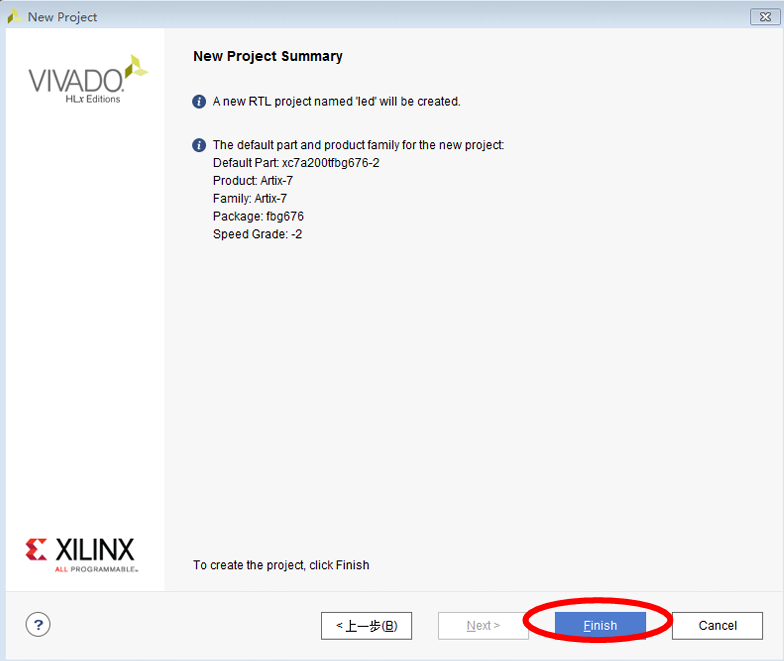 New Project
VIVADO.
HLx Editions
New Project Summary
A new RTL project named 'led' will be created.
The default part and product family for the new project:
Default Part: xc7a200tfbg676-2
Product: Artix-7
Family: Artix-7
Package: fbg676
Speed Grade: -2
XILINX
ALL PROGRAMMABLE™
To create the project, click Finish
?
< 上一步(B)
Next >
Finish
Cancel